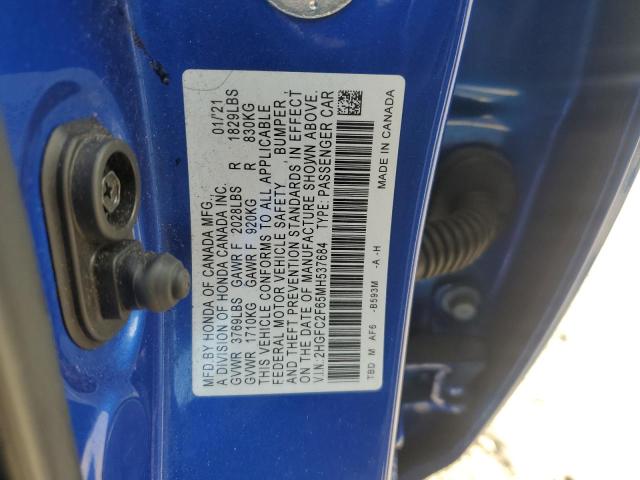 MFD.BY HONDA OF CANADA MFG. 01/'21
A DIVISION OF HONDA CANADA INC.
GVWR 3769LBS GAWR F 2028LBS R 1829LBS
GVWR 1710KG GAWR F 920KG R 830KG
THIS VEHICLE CONFORMS TO ALL APPLICABLE
FEDERAL MOTOR VEHICLE SAFETY , BUMPER ,
AND THEFT PREVENTION STANDARDS IN EFFECT
ON THE DATE OF MANUFACTURE SHOWN ABOVE.
V.I.N.:2HGFC2F65MH537684 TYPE: PASSENGER CAR
TBD M AF6 -B593M -A.-H MADE IN CANADA